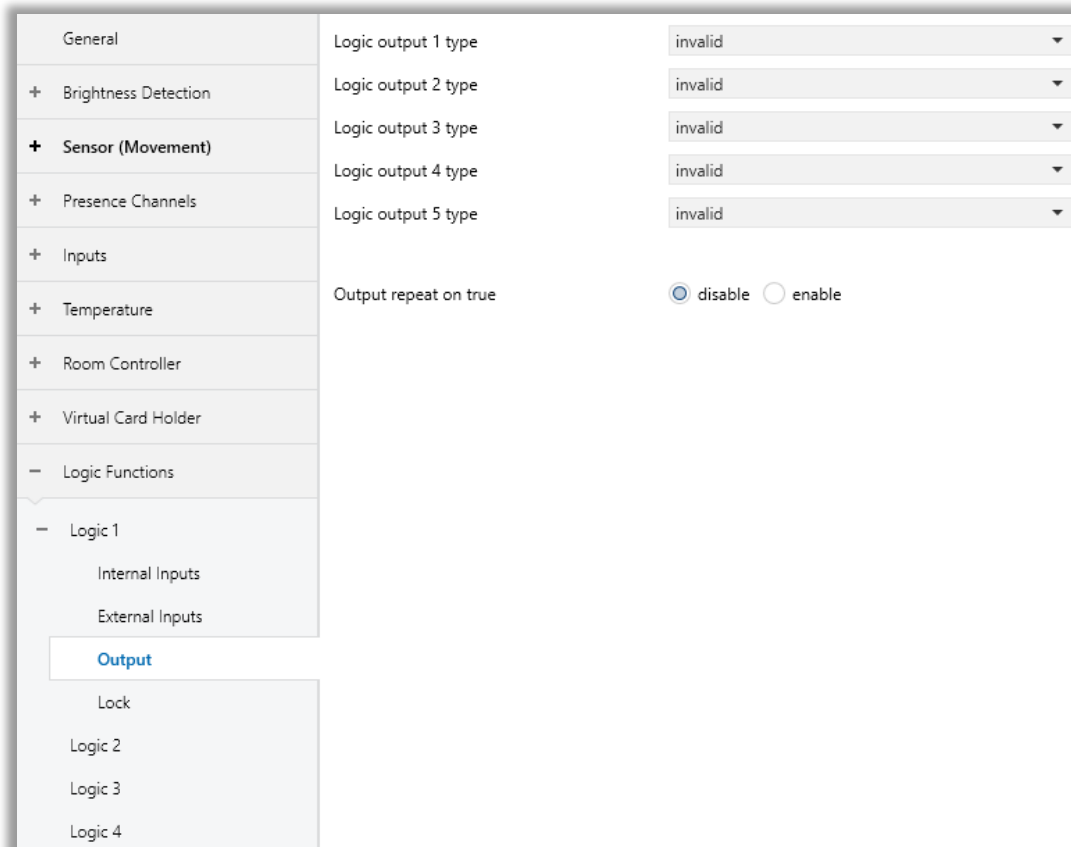 General
+ Brightness Detection
+ Sensor (Movement)
+ Presence Channels
+ Inputs
+ Temperature
+ Room Controller
+ Virtual Card Holder
− Logic Functions
− Logic 1
Internal Inputs
External Inputs
Output
Lock
Logic 2
Logic 3
Logic 4
Logic output 1 type invalid
Logic output 2 type invalid
Logic output 3 type invalid
Logic output 4 type invalid
Logic output 5 type invalid
Output repeat on true disable enable